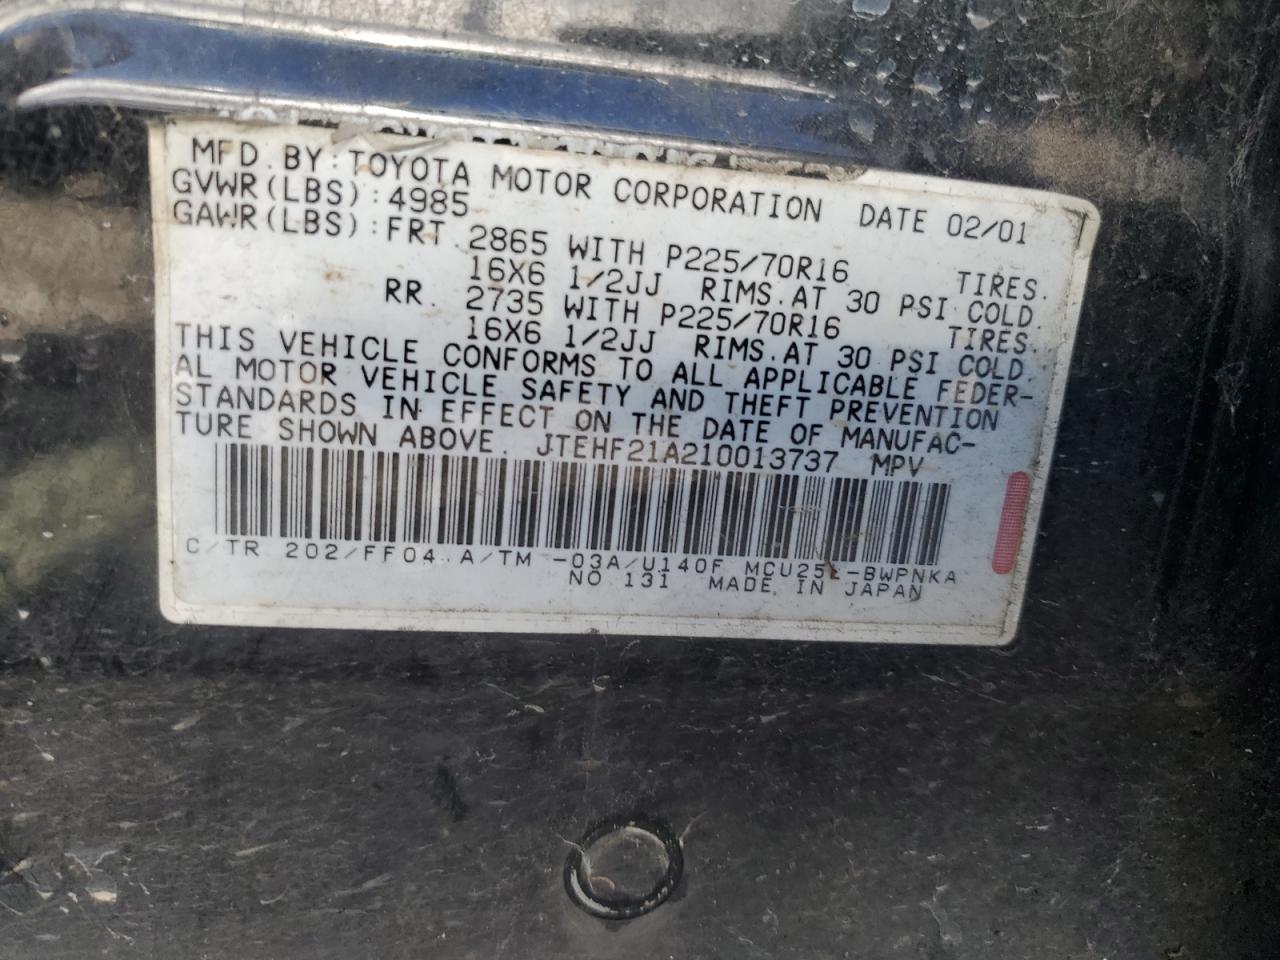 MFD. BY: TOYOTA MOTOR CORPORATION DATE 02/01
GVWR(LBS):4985
GAWR(LBS):FRT. 2865 WITH P225/70R16 TIRES.
16X6 1/2JJ RIMS. AT 30 PSI COLD.
RR. 2735 WITH P225/70R16 TIRES.
16X6 1/2JJ RIMS. AT 30 PSI COLD.
THIS VEHICLE CONFORMS TO ALL APPLICABLE FEDER-
AL MOTOR VEHICLE SAFETY AND THEFT PREVENTION
STANDARDS IN EFFECT ON THE DATE OF MANUFAC-
TURE SHOWN ABOVE. JTEHF21A210013737 MPV
C/TR 202/FF04 A/TM -03A/U140F MCU25L-BWPNKA
NO. 131 MADE IN JAPAN